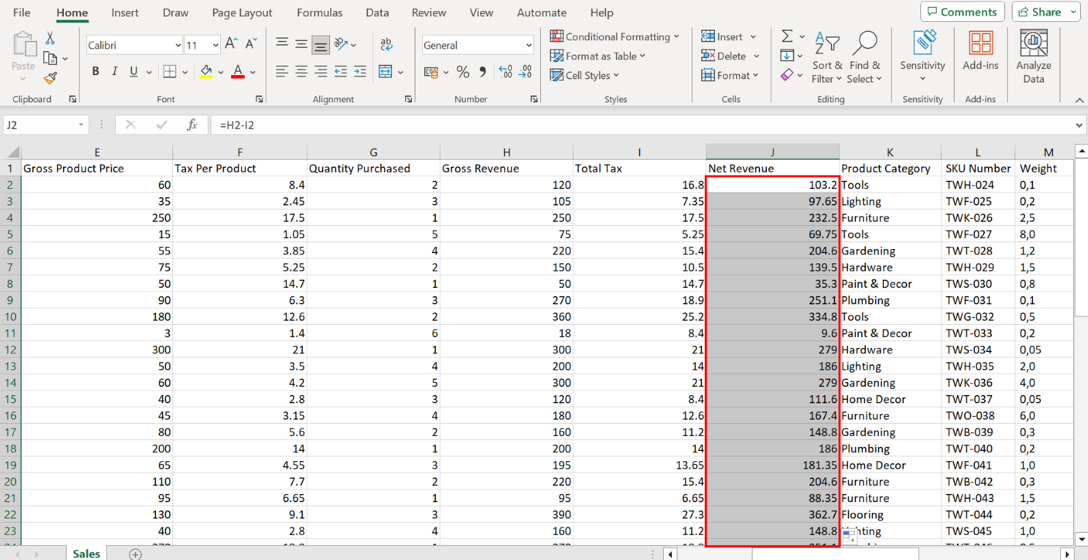 File Home Insert Draw Page Layout Formulas Data Review View Automate Help Comments Share
Paste
Calibri 11 A A
General
Conditional Formatting
Insert
Σ
B I U A
% 9
Format as Table
Delete
Sort & Filter
Find & Select
Sensitivity
Add-ins
Analyze Data
Cell Styles
Format
Clipboard Font Alignment Number Styles Cells Editing Sensitivity Add-ins
J2 fx =H2-I2
E F G H I J K L M
1 Gross Product Price Tax Per Product Quantity Purchased Gross Revenue Total Tax Net Revenue Product Category SKU Number Weight
2 60 8.4 2 120 16.8 103.2 Tools TWH-024 0,1
3 35 2.45 3 105 7.35 97.65 Lighting TWF-025 0,2
4 250 17.5 1 250 17.5 232.5 Furniture TWK-026 2,5
5 15 1.05 5 75 5.25 69.75 Tools TWF-027 8,0
6 55 3.85 4 220 15.4 204.6 Gardening TWT-028 1,2
7 75 5.25 2 150 10.5 139.5 Hardware TWH-029 1,5
8 50 14.7 1 50 14.7 35.3 Paint & Decor TWS-030 0,8
9 90 6.3 3 270 18.9 251.1 Plumbing TWF-031 0,1
10 180 12.6 2 360 25.2 334.8 Tools TWG-032 0,5
11 3 1.4 6 18 8.4 9.6 Paint & Decor TWT-033 0,2
12 300 21 1 300 21 279 Hardware TWS-034 0,05
13 50 3.5 4 200 14 186 Lighting TWH-035 2,0
14 60 4.2 5 300 21 279 Gardening TWK-036 4,0
15 40 2.8 3 120 8.4 111.6 Home Decor TWT-037 0,05
16 45 3.15 4 180 12.6 167.4 Furniture TWO-038 6,0
17 80 5.6 2 160 11.2 148.8 Gardening TWB-039 0,3
18 200 14 1 200 14 186 Plumbing TWT-040 0,2
19 65 4.55 3 195 13.65 181.35 Home Decor TWF-041 1,0
20 110 7.7 2 220 15.4 204.6 Furniture TWB-042 0,3
21 95 6.65 1 95 6.65 88.35 Furniture TWH-043 1,5
22 130 9.1 3 390 27.3 362.7 Flooring TWT-044 0,2
23 40 2.8 4 160 11.2 148.8 TWS-045 1,0
Sales